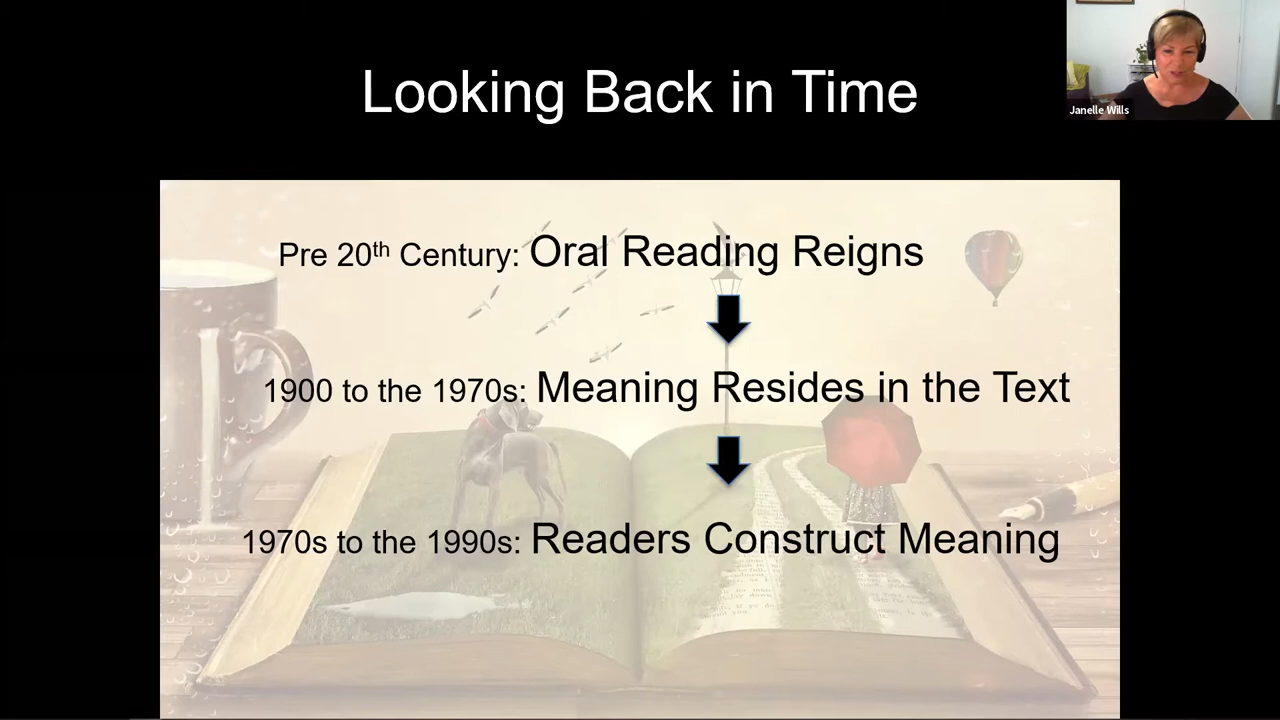 Looking Back in Time
Janelle Wills
Pre 20th Century: Oral Reading Reigns
1900 to the 1970s: Meaning Resides in the Text
1970s to the 1990s: Readers Construct Meaning